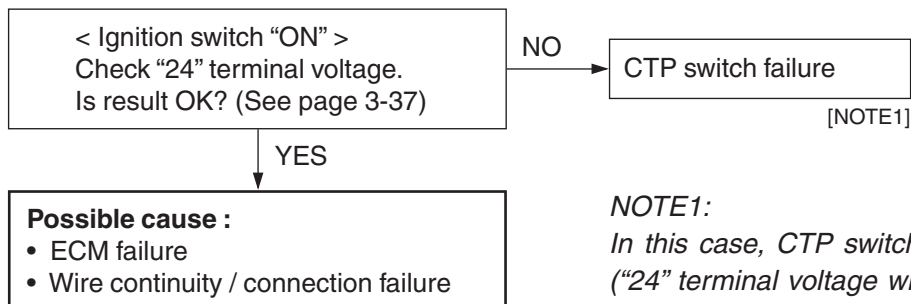 < Ignition switch “ON” >
Check “24” terminal voltage.
Is result OK? (See page 3-37)
NO
CTP switch failure
[NOTE1]
YES
Possible cause :
• ECM failure
• Wire continuity / connection failure
NOTE1:
In this case, CTP switch
(“24” terminal voltage